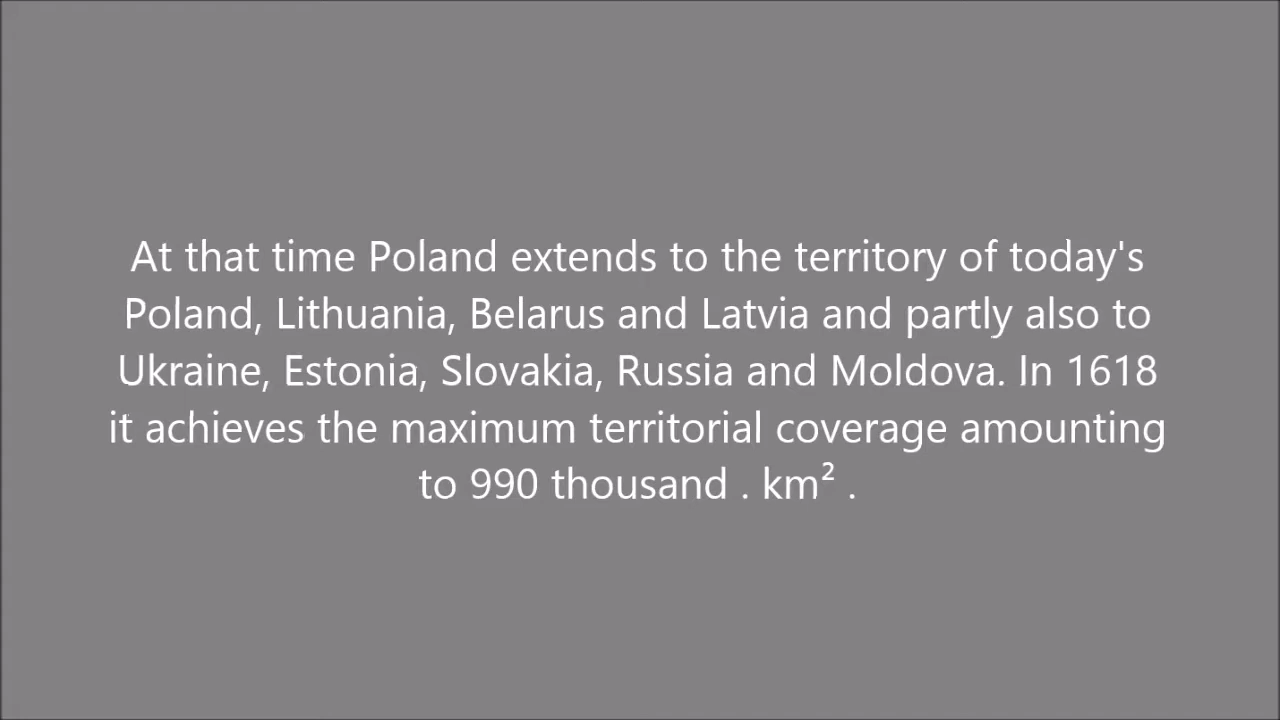 At that time Poland extends to the territory of today's
Poland, Lithuania, Belarus and Latvia and partly also to
Ukraine, Estonia, Slovakia, Russia and Moldova. In 1618
it achieves the maximum territorial coverage amounting
to 990 thousand . km² .